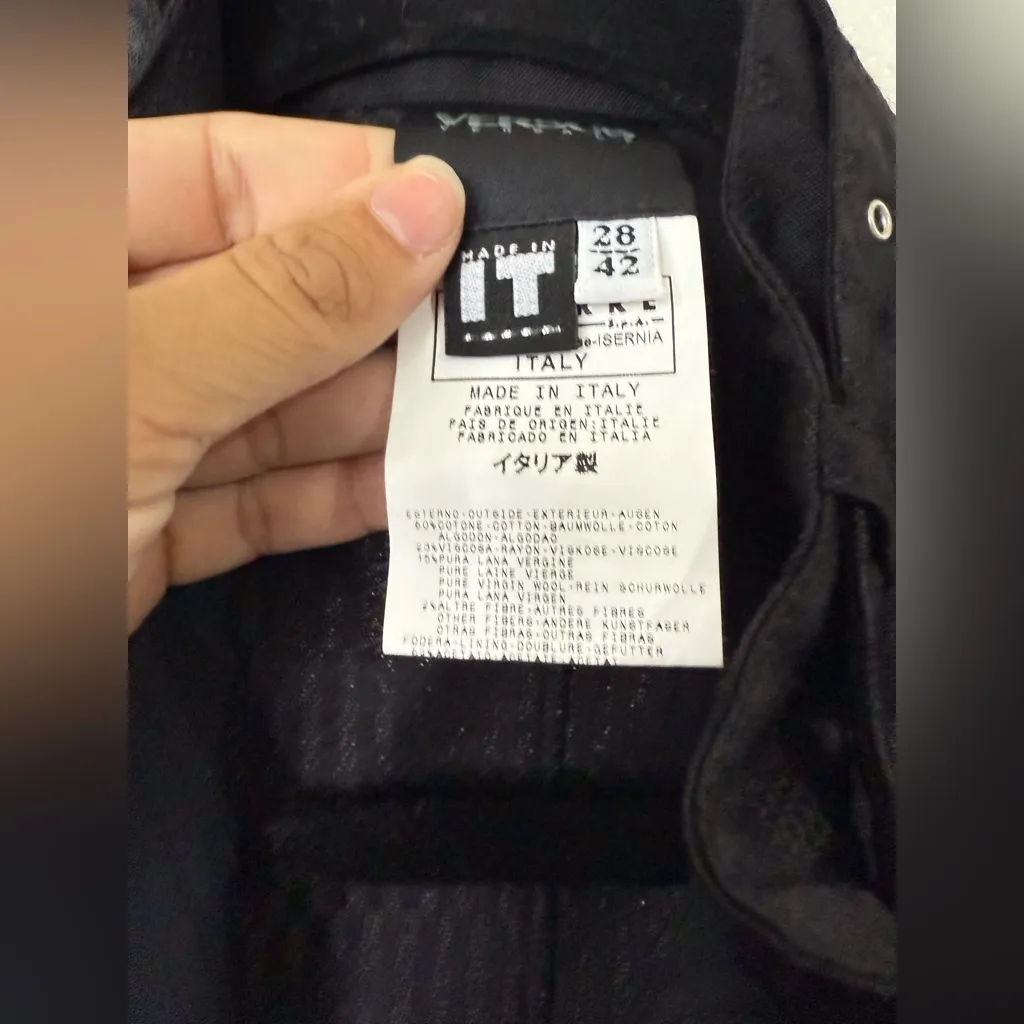 MADE IN
IT
28
42
RRE
S.p.A.
-ISERNIA
ITALY
MADE IN ITALY
FABRIQUE EN ITALIE
PAIS DE ORIGEN:ITALIE
FABRICADO EN ITALIA
イタリア製
ESTERNO-OUTSIDE-EXTERIEUR-AUßEN
60%COTONE-COTTON-BAUMWOLLE-COTON
ALGODON-ALGODAO
VISCOSA-RAYON-VISKOSE-VISCOSE
15%PURA LANA VERGINE
PURE LAINE VIERGE
PURE VIRGIN WOOL-REIN SCHURWOLLE
PURA LANA VIRGEN
2%ALTRE FIBRE-AUTRES FIBRES
OTHER FIBERS-ANDERE KUNSTFASER
OTRAS FIBRAS-OUTRAS FIBRAS
FODERA-LINING-DOUBLURE-GEFUTTER